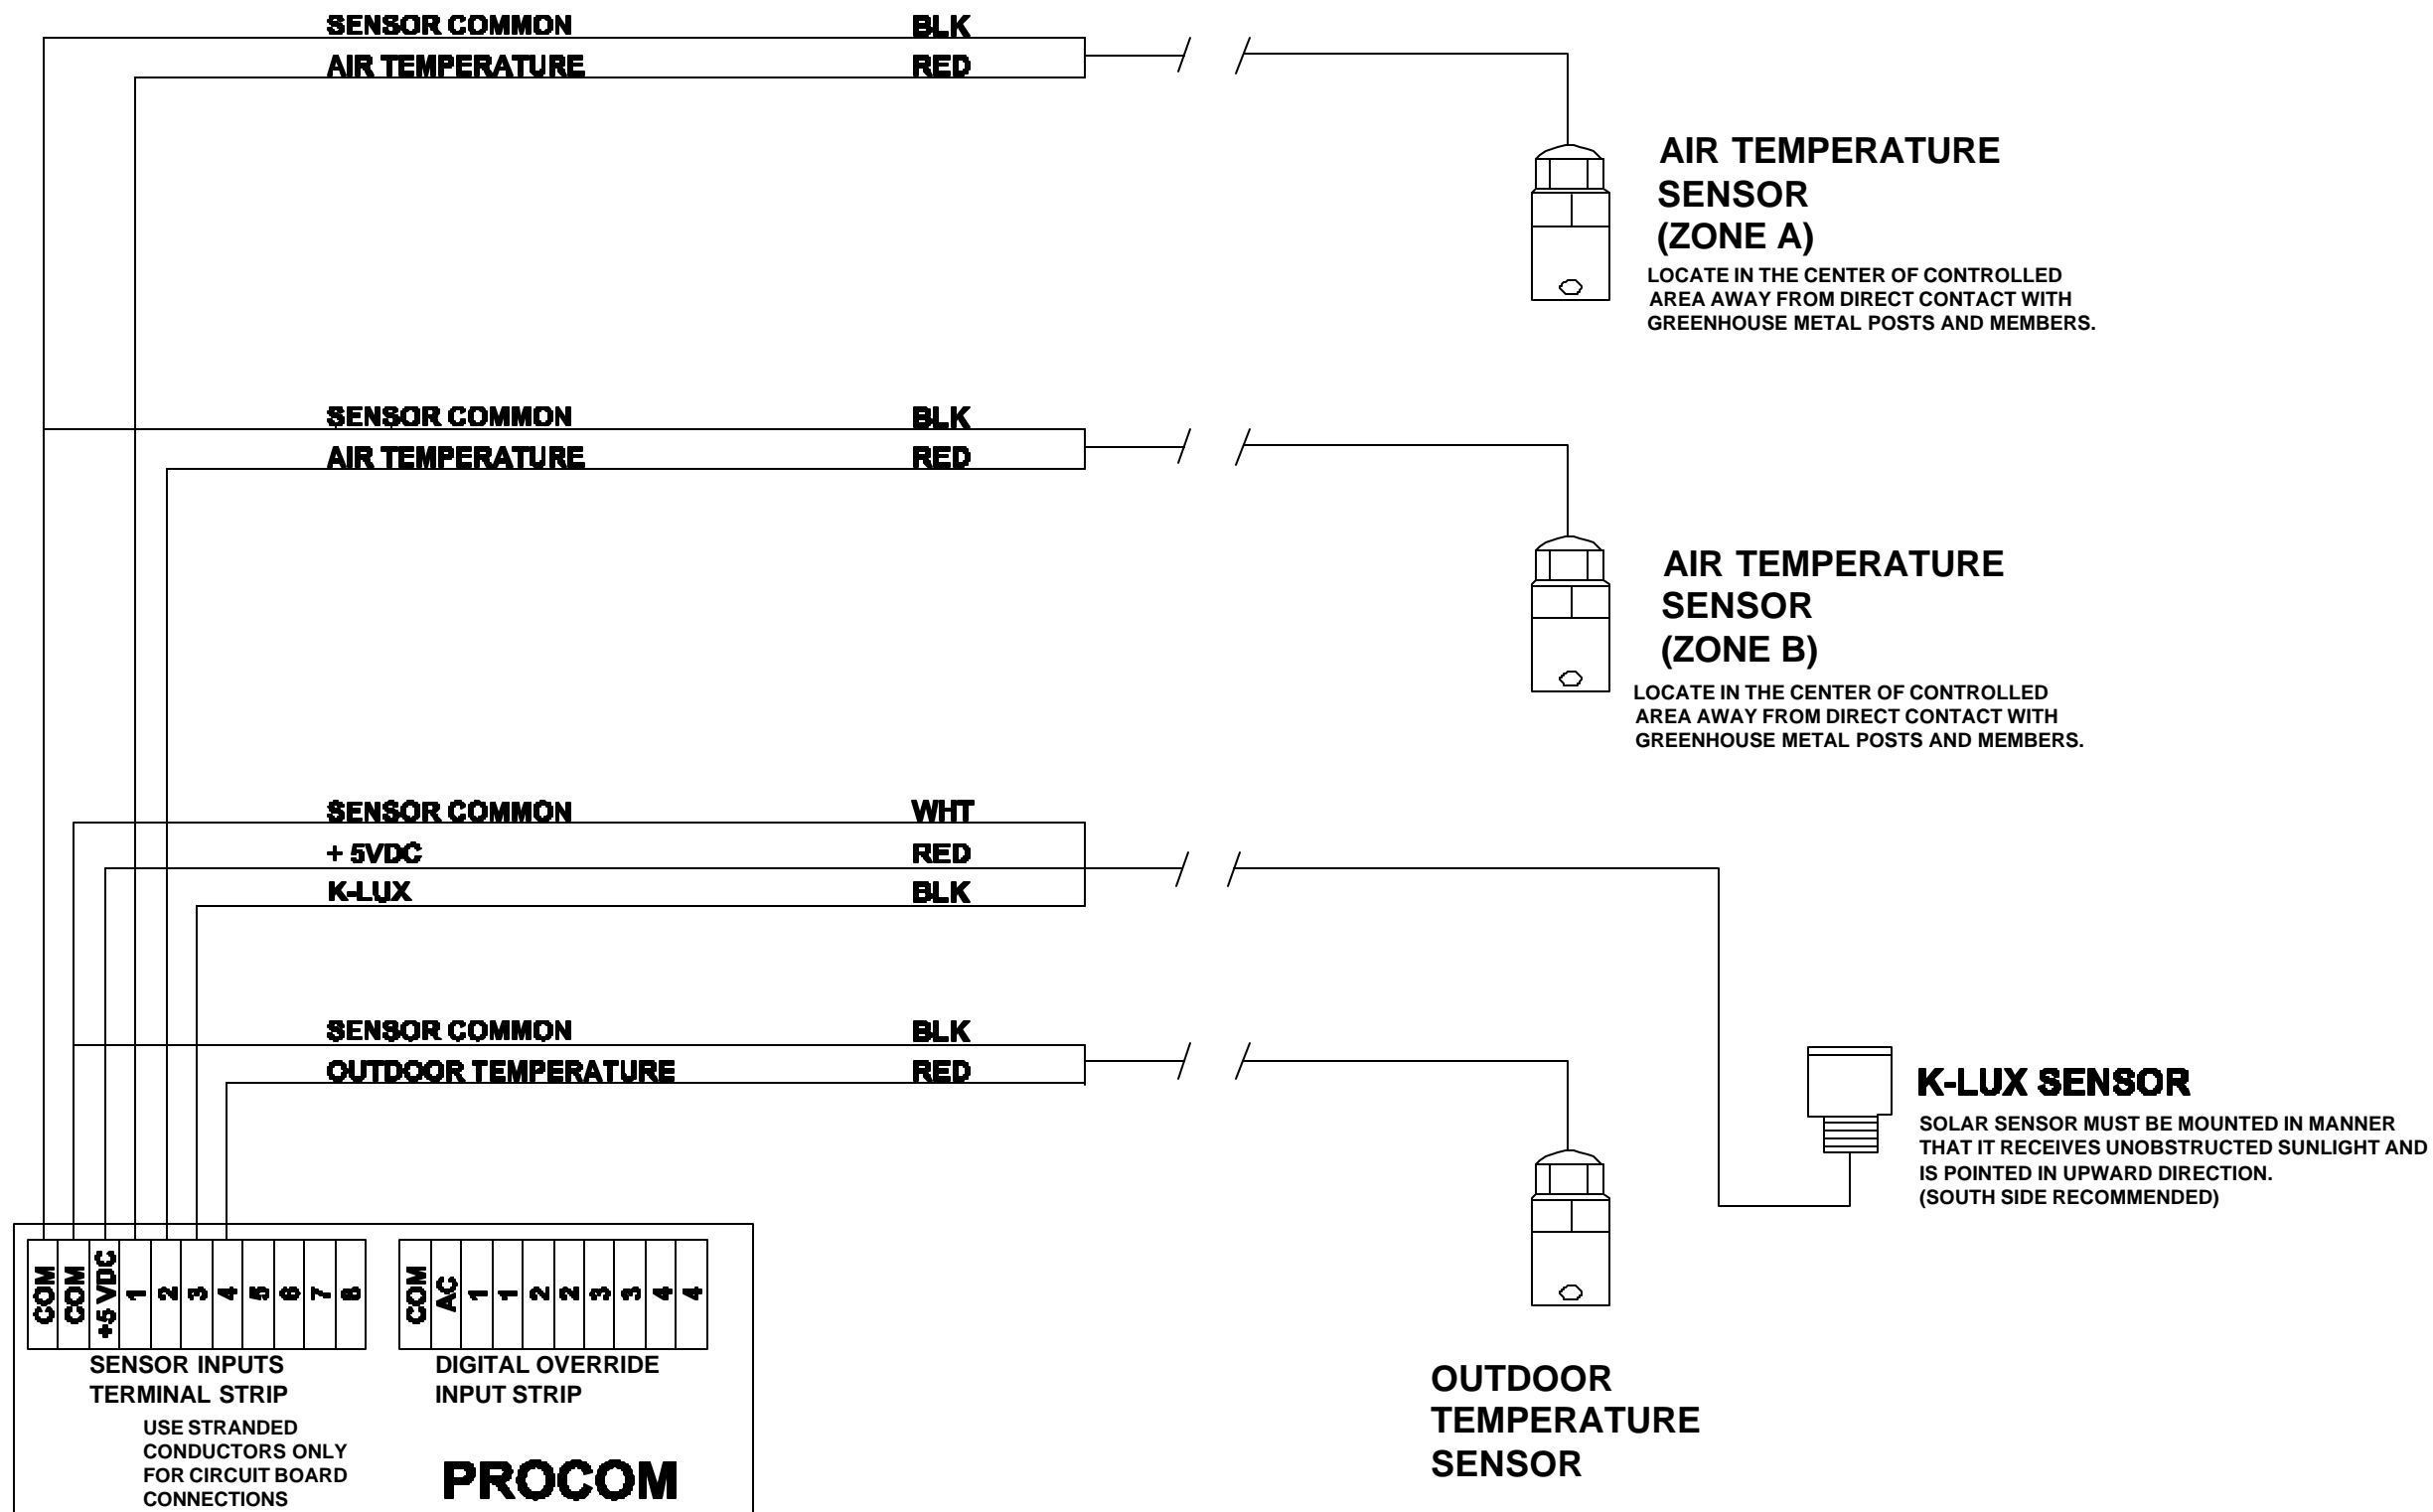 SENSOR COMMON BLK
AIR TEMPERATURE RED
AIR TEMPERATURE
SENSOR
(ZONE A)
LOCATE IN THE CENTER OF CONTROLLED
AREA AWAY FROM DIRECT CONTACT WITH
GREENHOUSE METAL POSTS AND MEMBERS.
SENSOR COMMON BLK
AIR TEMPERATURE RED
AIR TEMPERATURE
SENSOR
(ZONE B)
LOCATE IN THE CENTER OF CONTROLLED
AREA AWAY FROM DIRECT CONTACT WITH
GREENHOUSE METAL POSTS AND MEMBERS.
SENSOR COMMON WHT
+ 5VDC RED
K-LUX BLK
SENSOR COMMON BLK
OUTDOOR TEMPERATURE RED
K-LUX SENSOR
SOLAR SENSOR MUST BE MOUNTED IN MANNER
THAT IT RECEIVES UNOBSTRUCTED SUNLIGHT AND
IS POINTED IN UPWARD DIRECTION.
(SOUTH SIDE RECOMMENDED)
COM COM +5 VDC 1 2 3 4 5 6 7 8
COM AC 1 1 2 2 3 3 4 4
SENSOR INPUTS
TERMINAL STRIP
DIGITAL OVERRIDE
INPUT STRIP
USE STRANDED
CONDUCTORS ONLY
FOR CIRCUIT BOARD
CONNECTIONS
PROCOM
OUTDOOR
TEMPERATURE
SENSOR